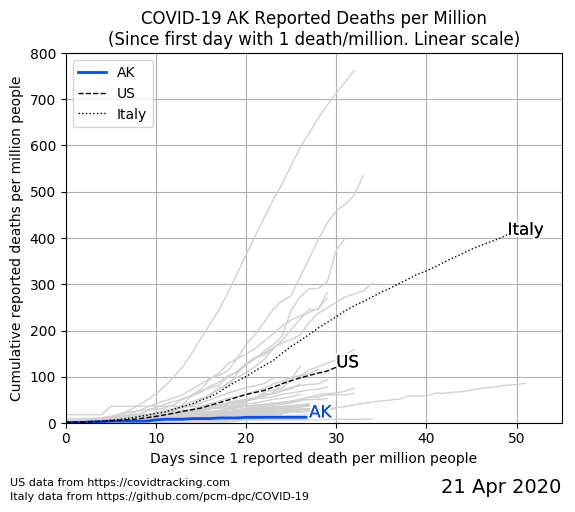 COVID-19 AK Reported Deaths per Million
(Since first day with 1 death/million. Linear scale)
Cumulative reported deaths per million people
800
700
600
500
400
300
200
100
0
AK
US
Italy
Italy
US
AK
0 10 20 30 40 50
Days since 1 reported death per million people
US data from https://covidtracking.com
Italy data from https://github.com/pcm-dpc/COVID-19
21 Apr 2020